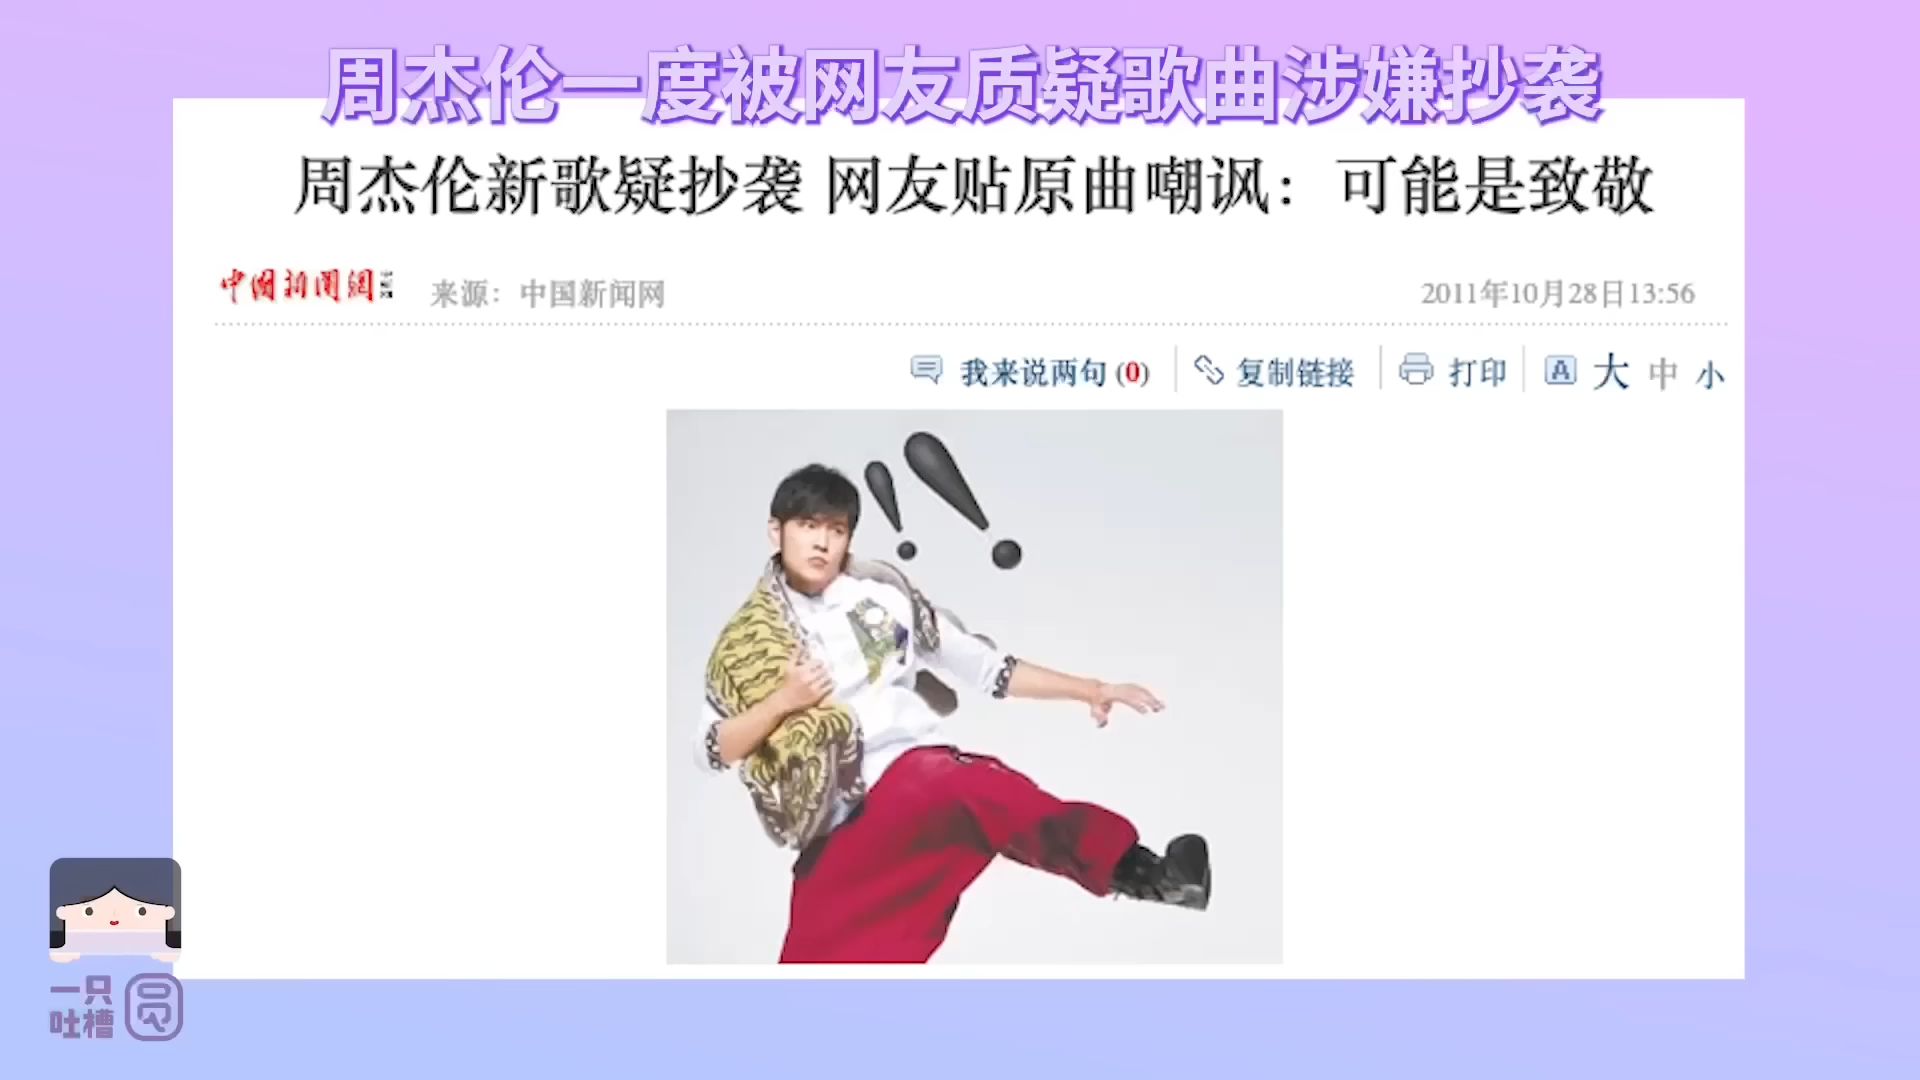 周杰伦一度被网友质疑歌曲涉嫌抄袭
周杰伦新歌疑抄袭 网友贴原曲嘲讽：可能是致敬
中國新聞網 来源：中国新闻网 2011年10月28日13:56
我来说两句(0) 复制链接 打印 A 大 中 小
一只
吐槽 圆